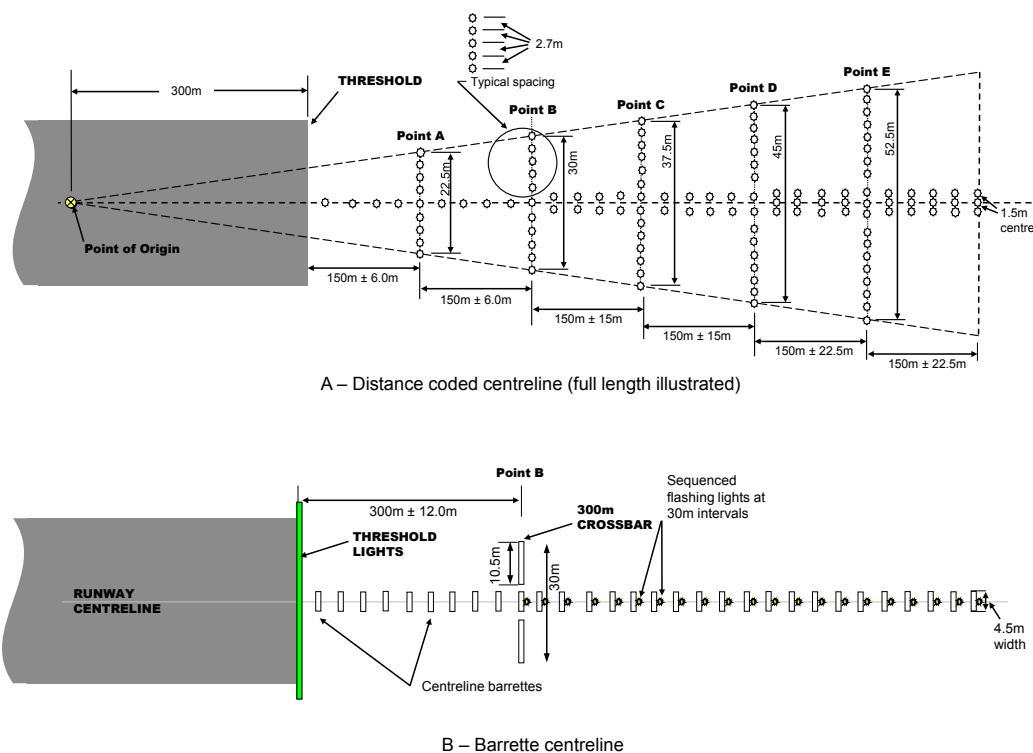 2.7m
Typical spacing
300m
THRESHOLD
Point A
Point B
Point C
Point D
Point E
22.5m
30m
37.5m
45m
52.5m
1.5m
centre
Point of Origin
150m ± 6.0m
150m ± 6.0m
150m ± 15m
150m ± 15m
150m ± 22.5m
150m ± 22.5m
A – Distance coded centreline (full length illustrated)
Point B
300m ± 12.0m
Sequenced
flashing lights at
30m intervals
300m
CROSSBAR
THRESHOLD
LIGHTS
10.5m
30m
RUNWAY
CENTRELINE
4.5m
width
Centreline barrettes
B – Barrette centreline